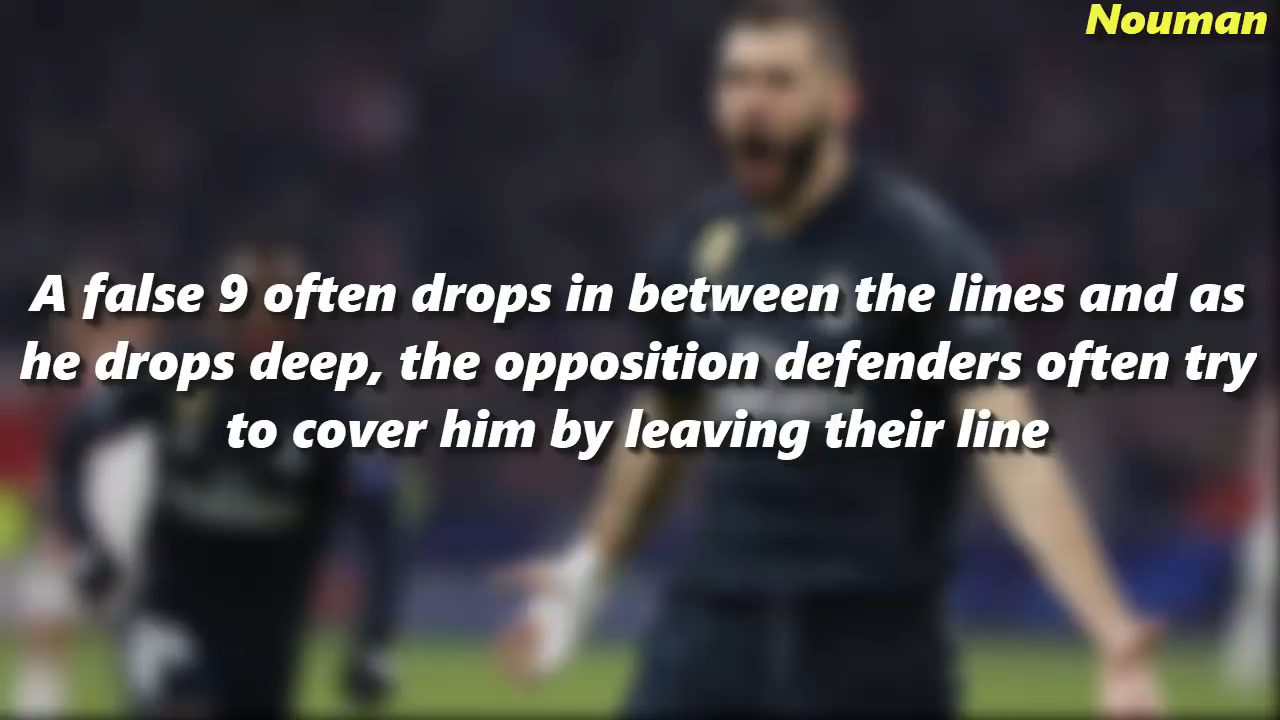 Nouman
A false 9 often drops in between the lines and as
he drops deep, the opposition defenders often try
to cover him by leaving their line